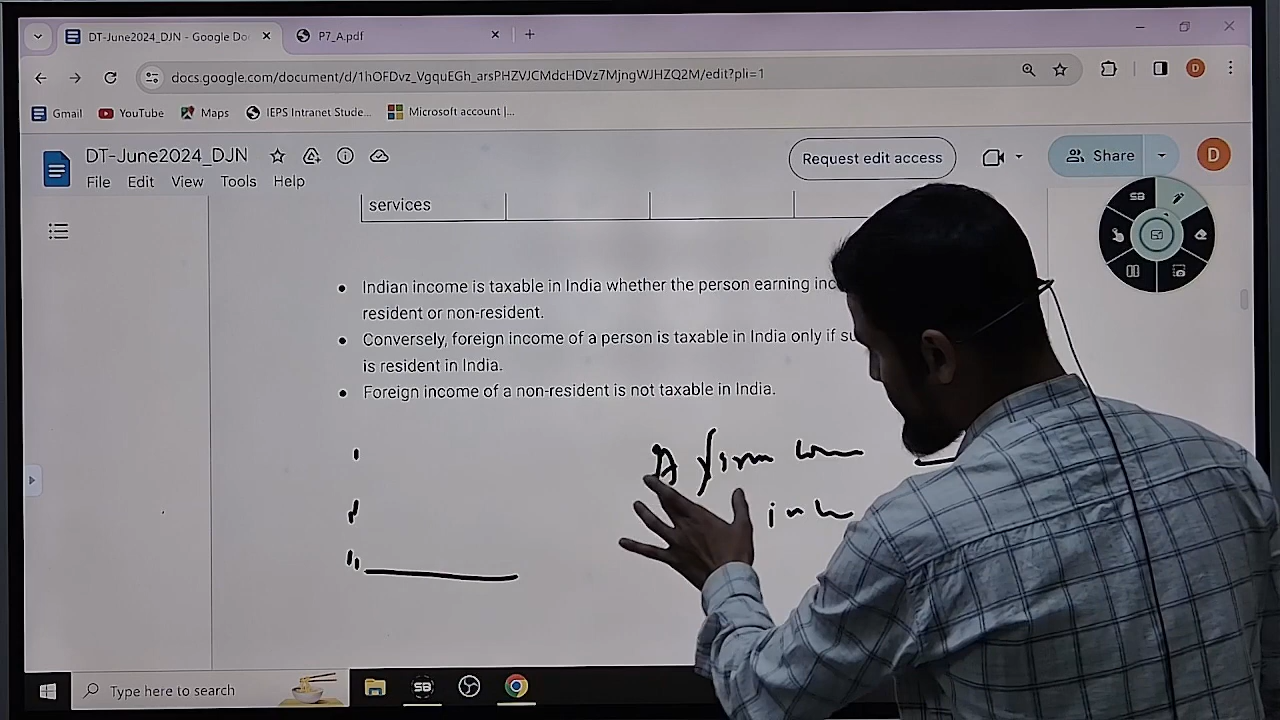 DT-June2024_DJN - Google Do
P7_A.pdf
docs.google.com/document/d/1hOFDvz_VgquEGh_arsPHZVJCMdcHDVz7MjngWJHZQ2M/edit?pli=1
Gmail YouTube Maps IEPS Intranet Stude... Microsoft account |...
DT-June2024_DJN
Request edit access
Share
D
File Edit View Tools Help
SB
services
Indian income is taxable in India whether the person earning inc
resident or non-resident.
Conversely, foreign income of a person is taxable in India only if su
is resident in India.
Foreign income of a non-resident is not taxable in India.
A firm
Type here to search
SB